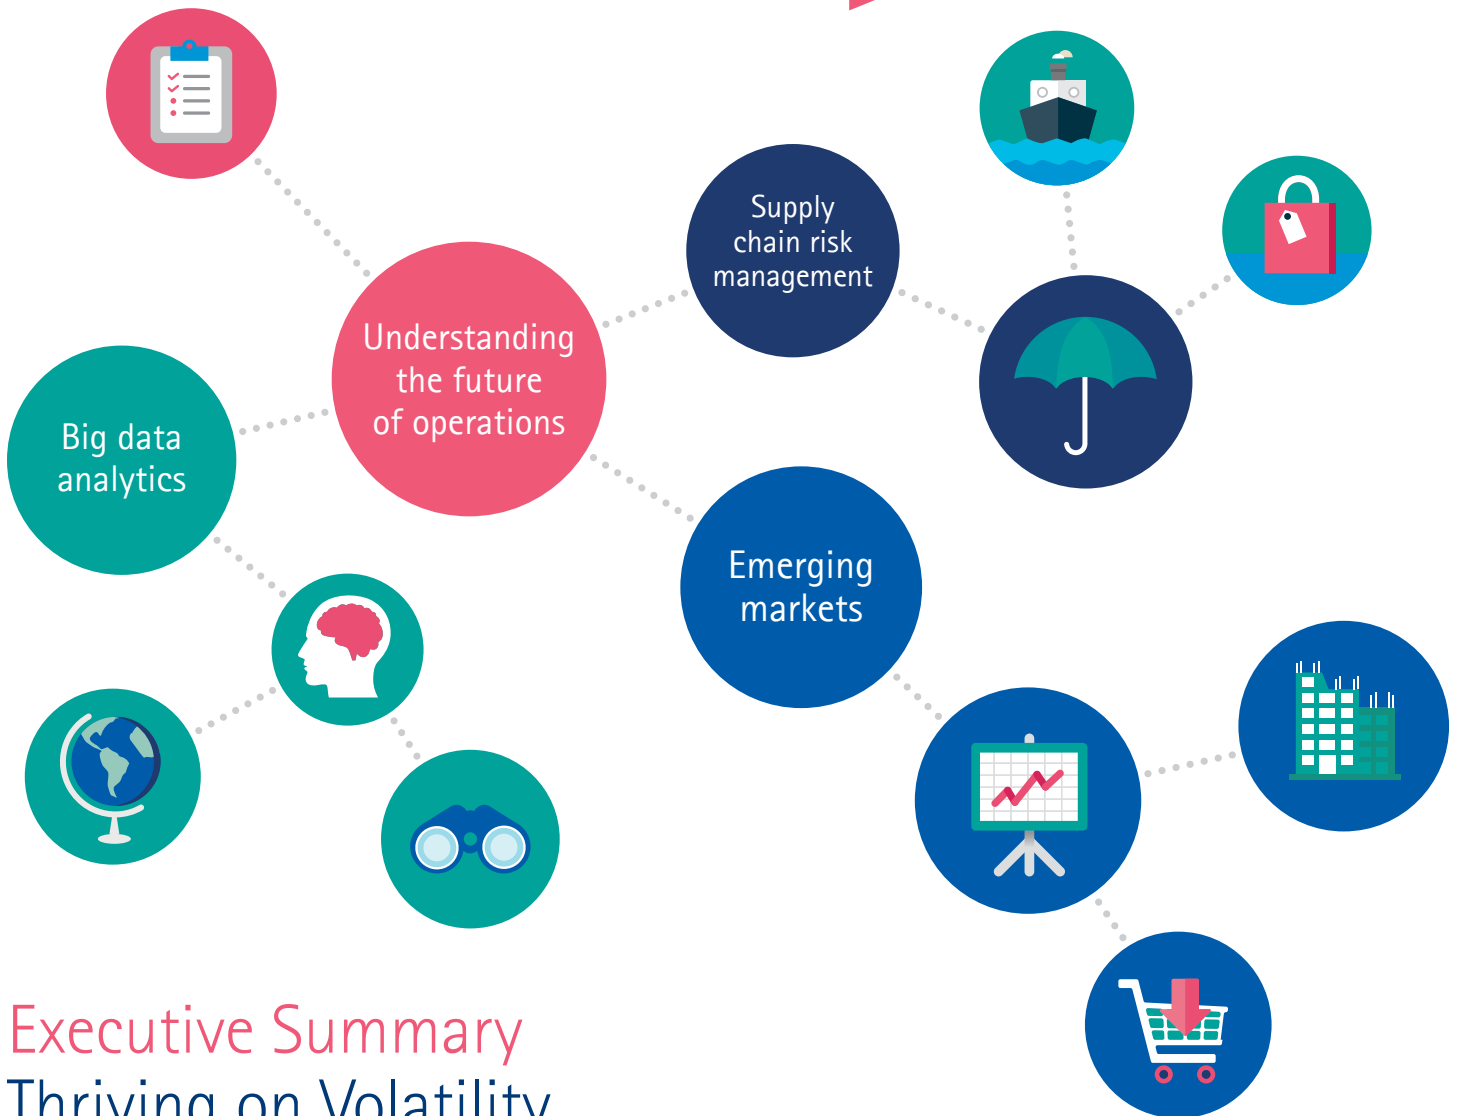 Supply
chain risk
management
Understanding
the future
of operations
Big data
analytics
Emerging
markets
Executive Summary
Thriving on Volatility